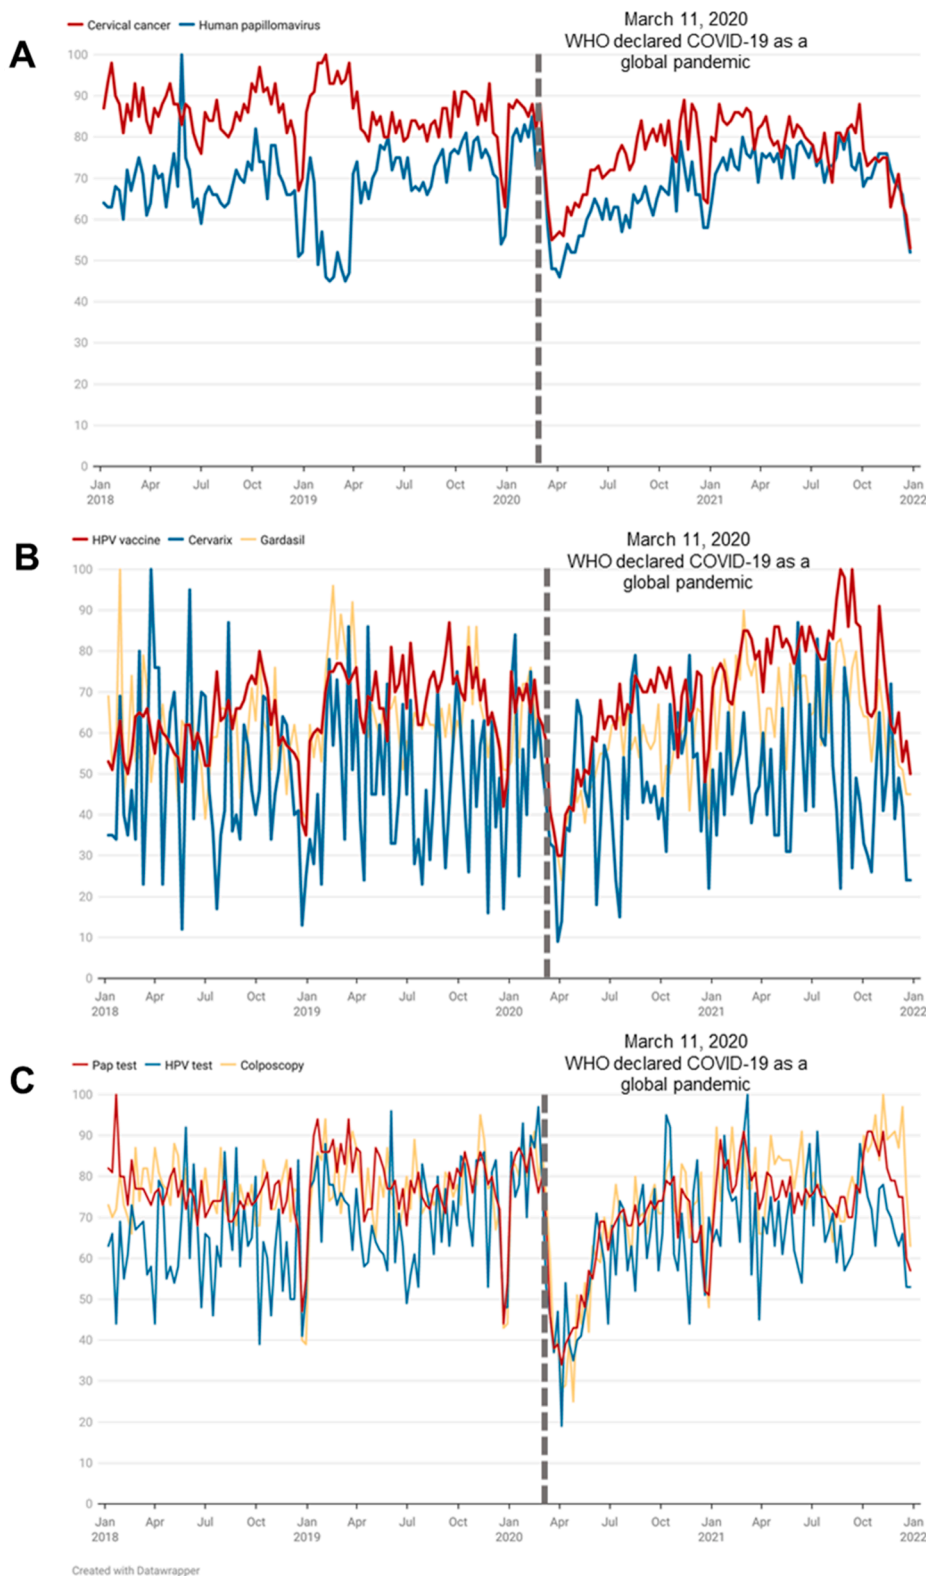 A
Cervical cancer Human papillomavirus
March 11, 2020
WHO declared COVID-19 as a
global pandemic
100
90
80
70
60
50
40
30
20
10
0
Jan Apr Jul Oct Jan Apr Jul Oct Jan Apr Jul Oct Jan Apr Jul Oct Jan
2018 2019 2020 2021 2022
B
HPV vaccine Cervarix Gardasil
March 11, 2020
WHO declared COVID-19 as a
global pandemic
100
90
80
70
60
50
40
30
20
10
0
Jan Apr Jul Oct Jan Apr Jul Oct Jan Apr Jul Oct Jan Apr Jul Oct Jan
2018 2019 2020 2021 2022
C
Pap test HPV test Colposcopy
March 11, 2020
WHO declared COVID-19 as a
global pandemic
100
90
80
70
60
50
40
30
20
10
0
Jan Apr Jul Oct Jan Apr Jul Oct Jan Apr Jul Oct Jan Apr Jul Oct Jan
2018 2019 2020 2021 2022
Created with Datawrapper